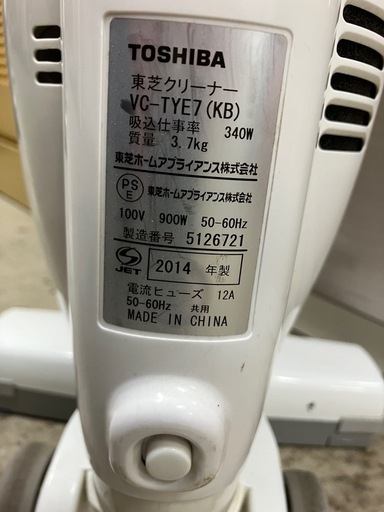 TOSHIBA
東芝クリーナー
VC-TYE7(KB)
吸込仕事率 340W
質量 3.7kg
東芝ホームアプライアンス株式会社
PS E 東芝ホームアプライアンス株式会社
100V 900W 50-60Hz
製造番号 5126721
S JET 2014 年製
電流ヒューズ 12A
50-60Hz 共用
MADE IN CHINA